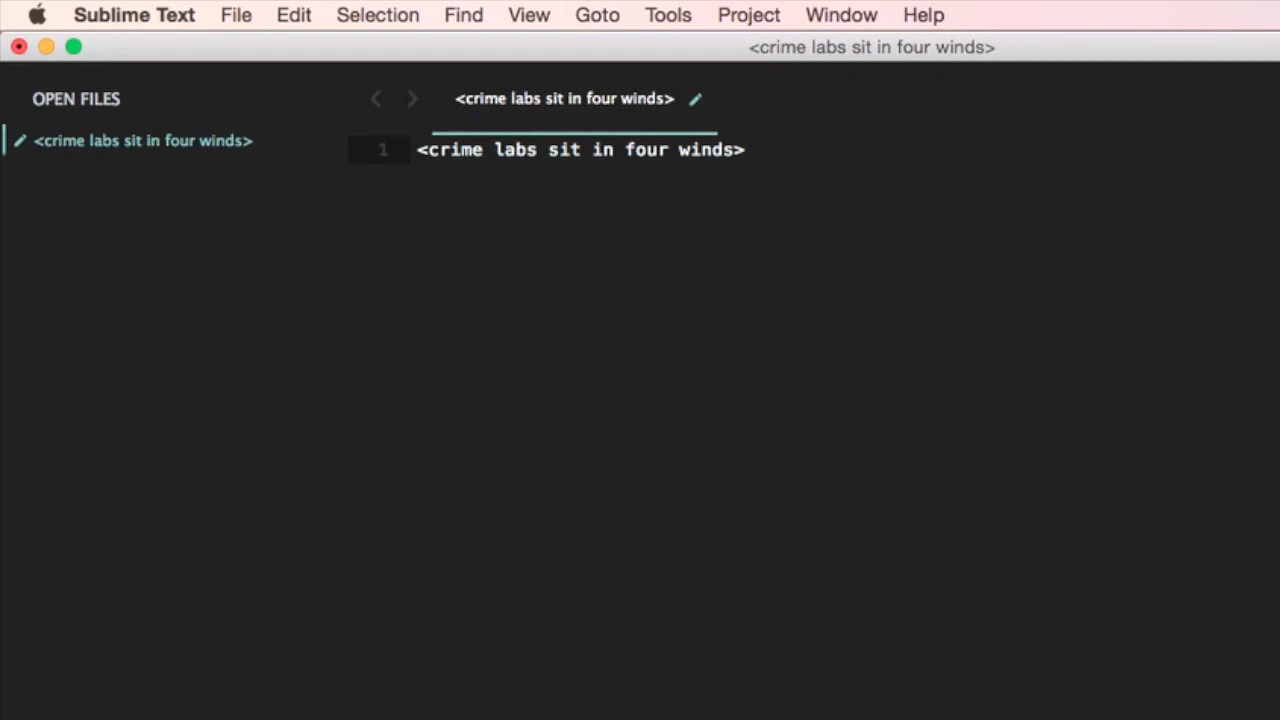 Sublime Text File Edit Selection Find View Goto Tools Project Window Help
<crime labs sit in four winds>
OPEN FILES
<crime labs sit in four winds>
<crime labs sit in four winds>
1 <crime labs sit in four winds>